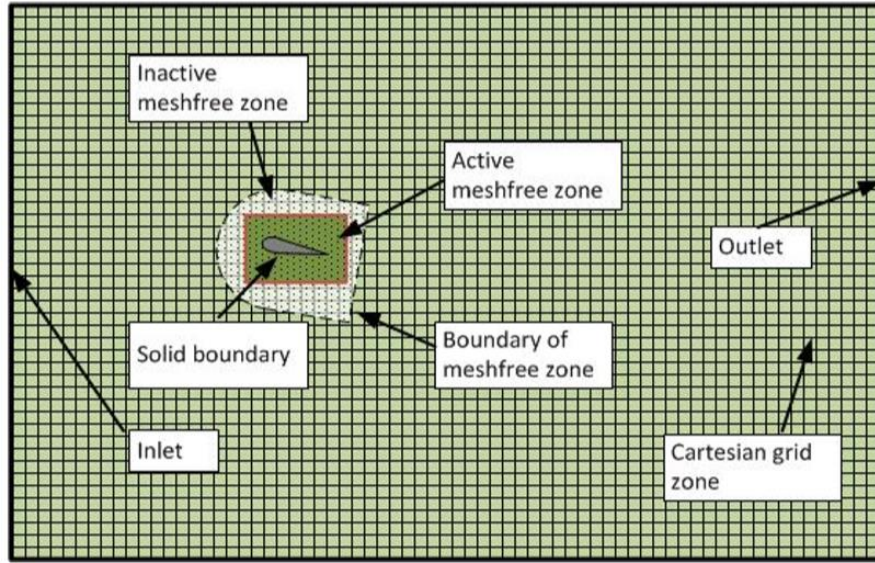 Inactive
meshfree zone
Active
meshfree zone
Outlet
Solid boundary
Boundary of
meshfree zone
Inlet
Cartesian grid
zone